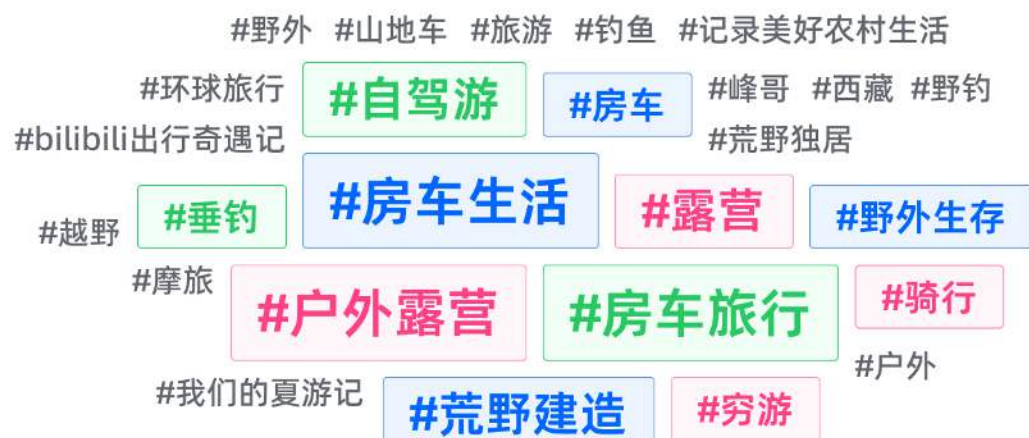 #野外 #山地车 #旅游 #钓鱼 #记录美好农村生活
#环球旅行 #自驾游 #房车 #峰哥 #西藏 #野钓
#bilibili出行奇遇记 #荒野独居
#越野 #垂钓 #房车生活 #露营 #野外生存
#摩旅 #户外露营 #房车旅行 #骑行
#户外
#我们的夏游记 #荒野建造 #穷游